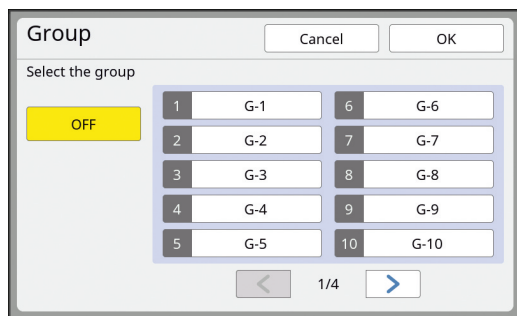 Group
Cancel
OK
Select the group
OFF
1 G-1
2 G-2
3 G-3
4 G-4
5 G-5
6 G-6
7 G-7
8 G-8
9 G-9
10 G-10
1/4